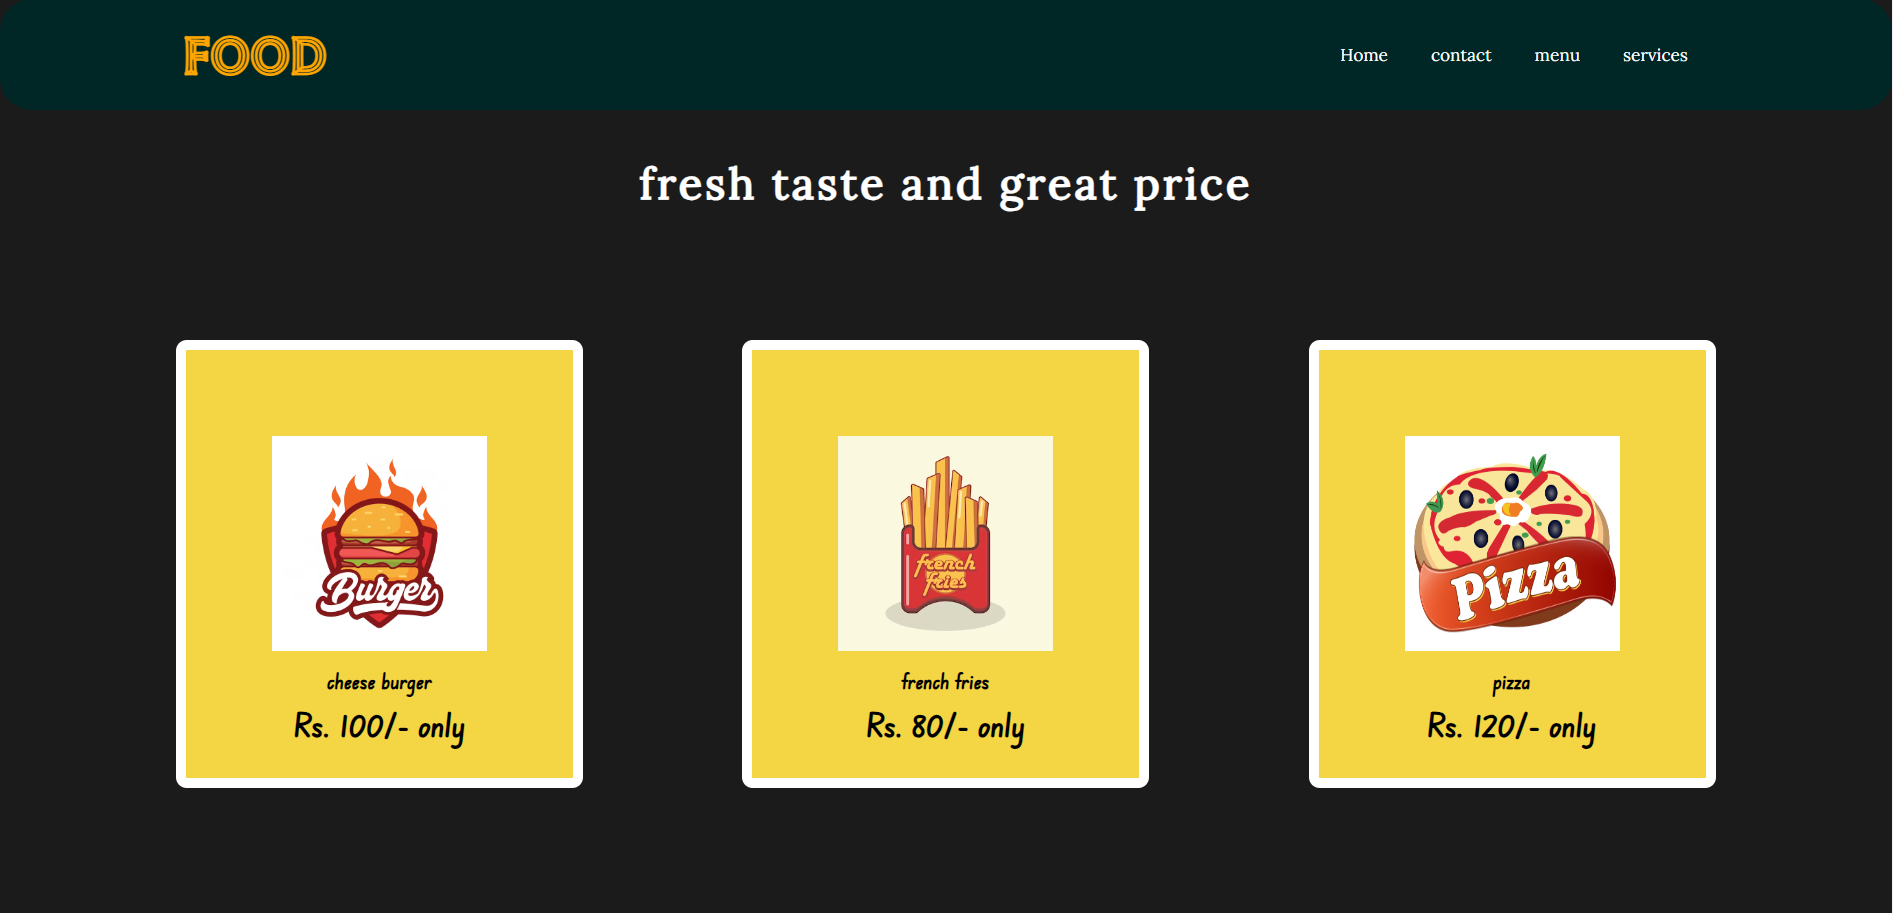 FOOD
Home contact menu services
fresh taste and great price
Burger
french
fries
Pizza
cheese burger
Rs. 100/- only
french fries
Rs. 80/- only
pizza
Rs. 120/- only